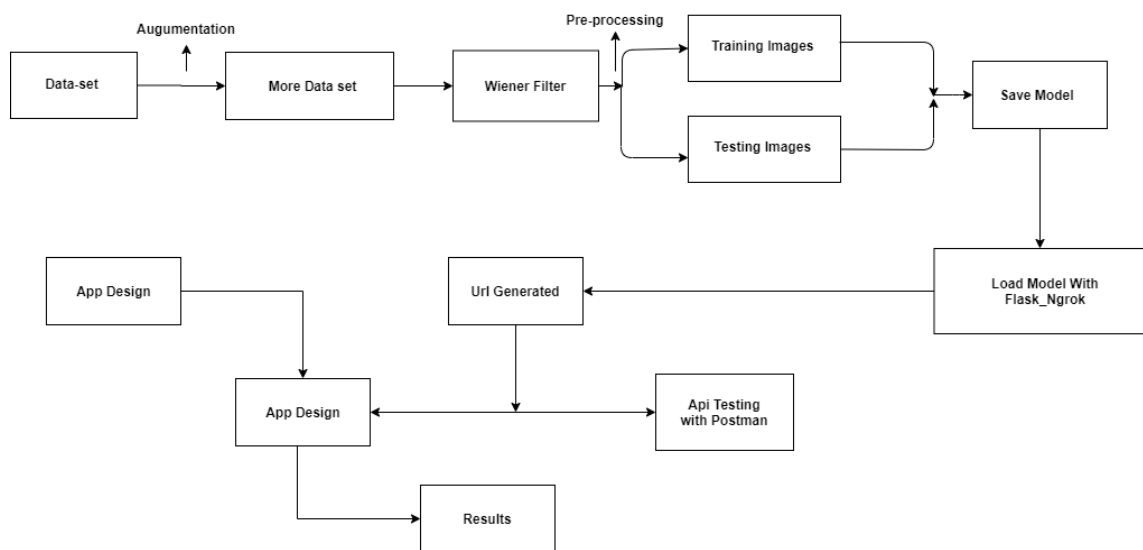 Augumentation
Pre-processing
Data-set
More Data set
Wiener Filter
Training Images
Testing Images
Save Model
Load Model With
Flask_Ngrok
Url Generated
App Design
App Design
Api Testing
with Postman
Results